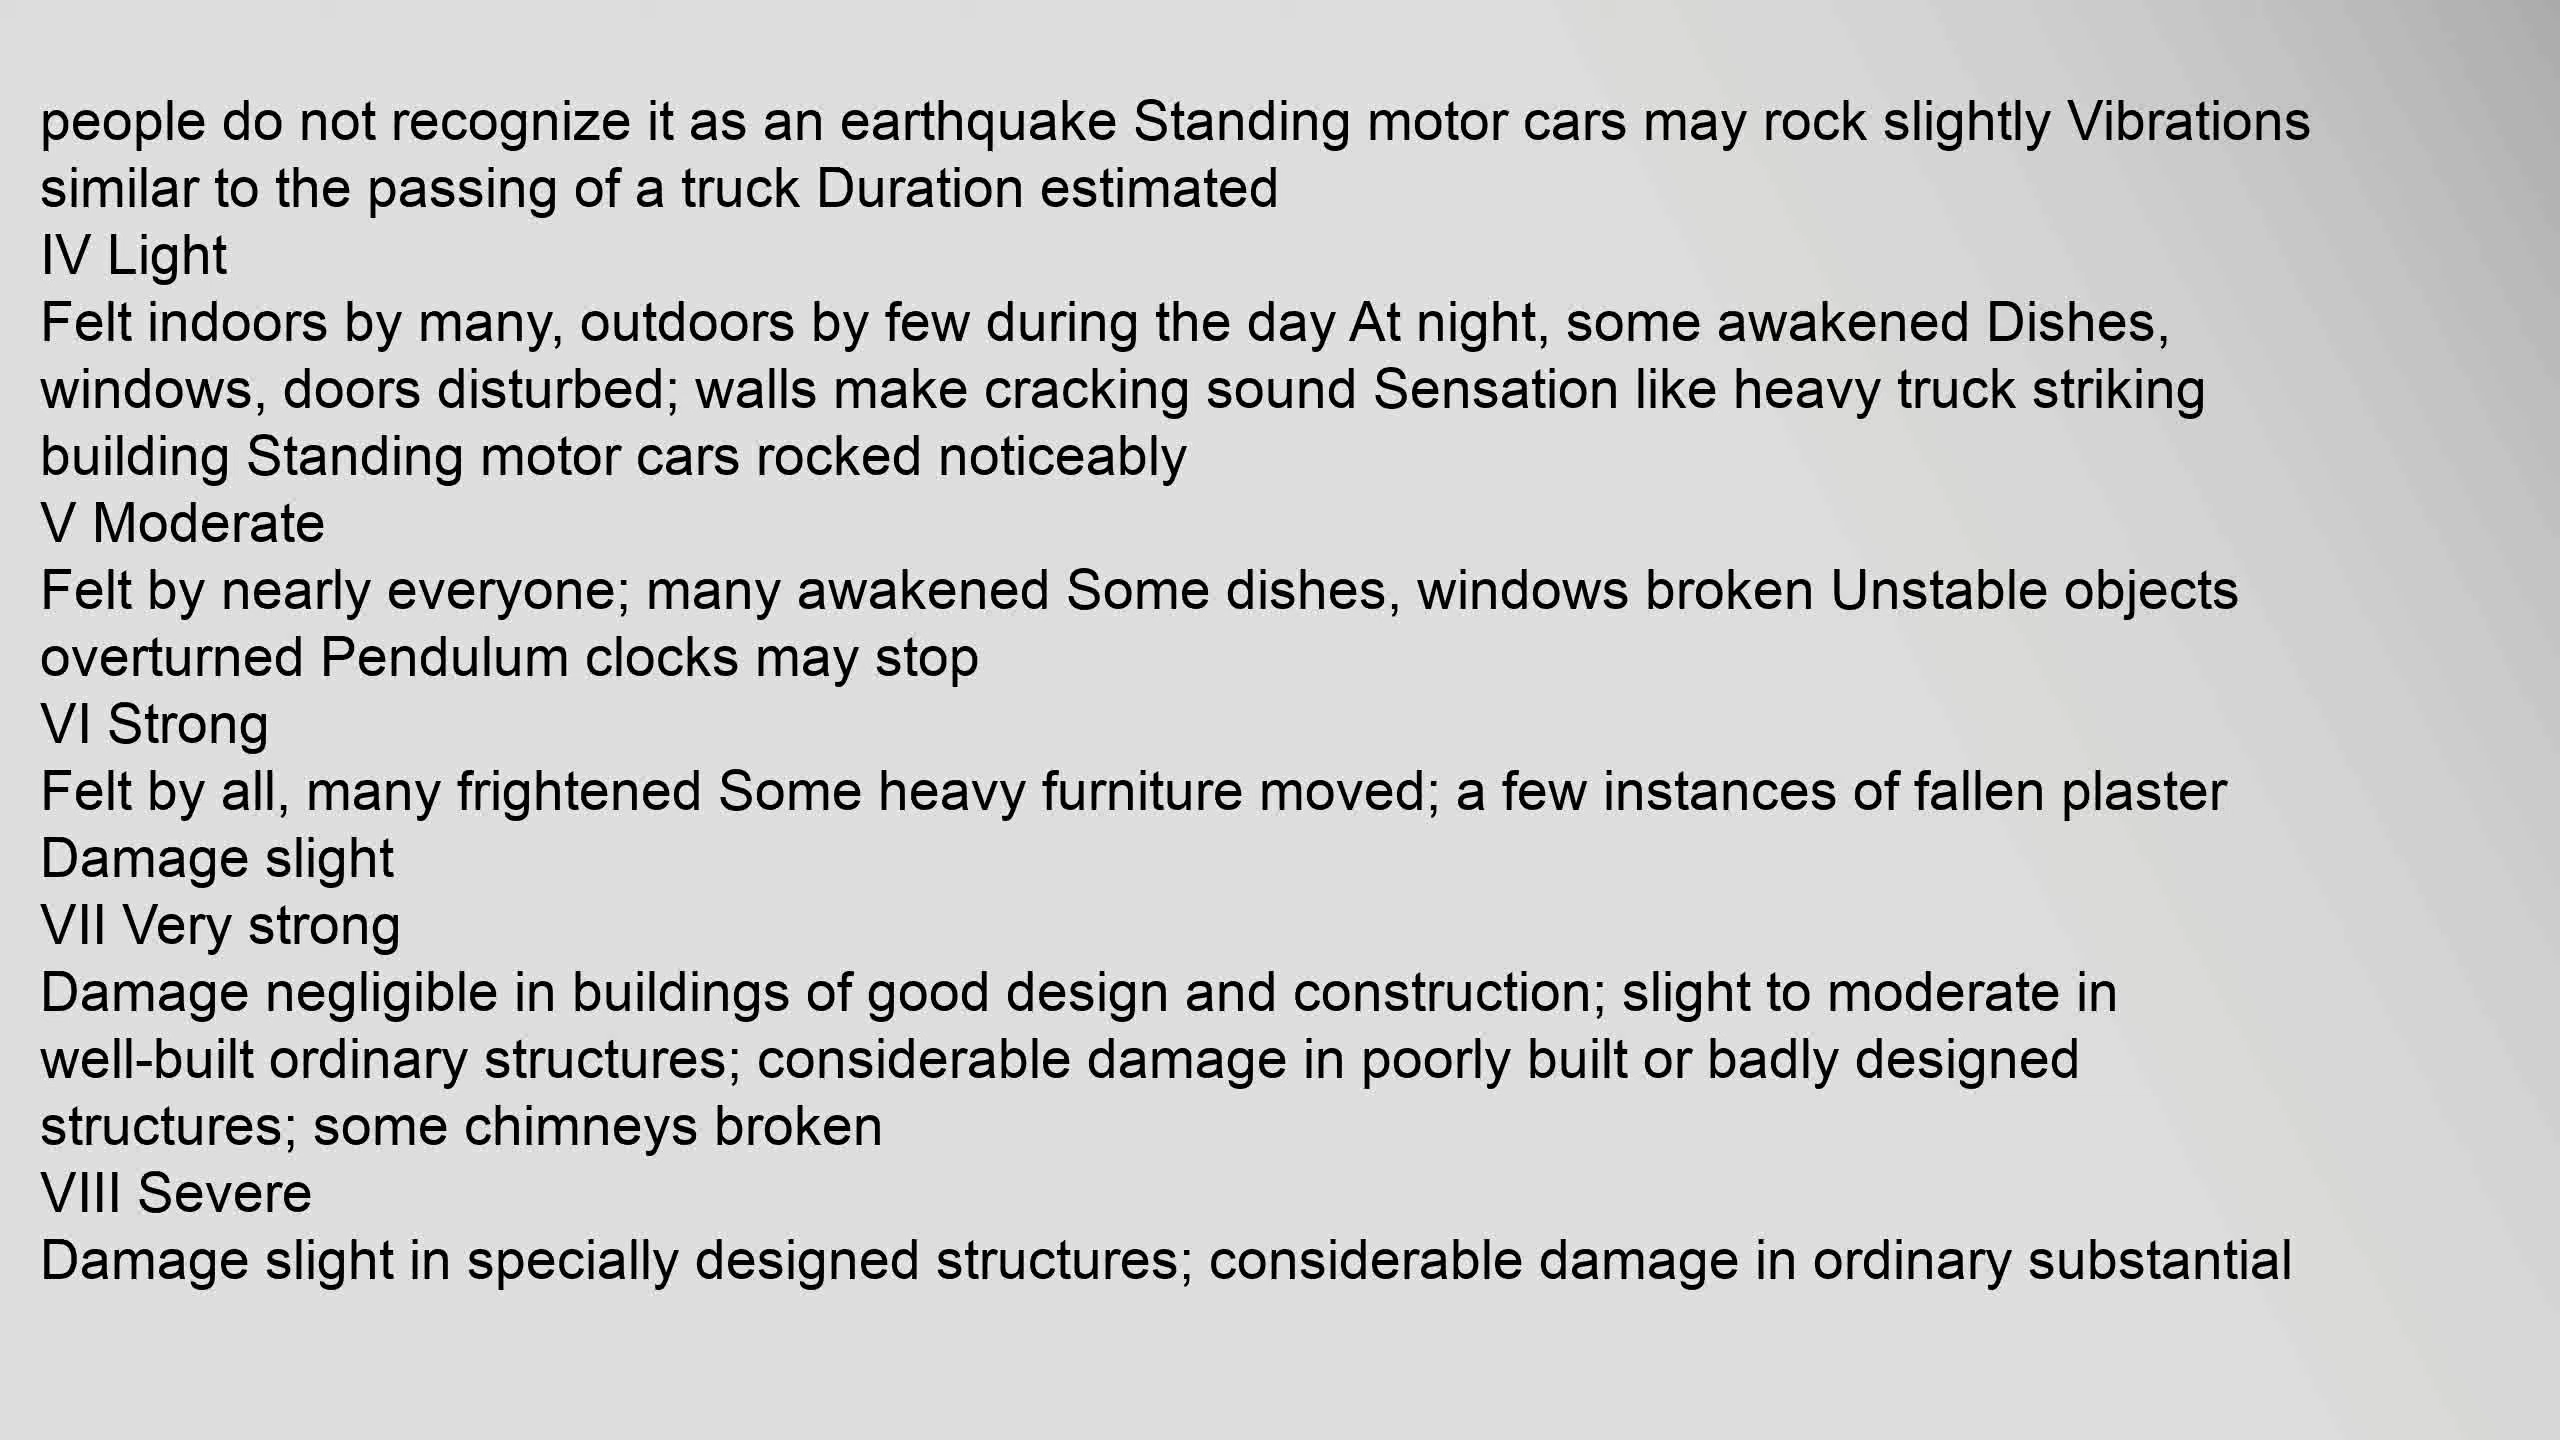 people do not recognize it as an earthquake Standing motor cars may rock slightly Vibrations
similar to the passing of a truck Duration estimated
IV Light
Felt indoors by many, outdoors by few during the day At night, some awakened Dishes,
windows, doors disturbed; walls make cracking sound Sensation like heavy truck striking
building Standing motor cars rocked noticeably
V Moderate
Felt by nearly everyone; many awakened Some dishes, windows broken Unstable objects
overturned Pendulum clocks may stop
VI Strong
Felt by all, many frightened Some heavy furniture moved; a few instances of fallen plaster
Damage slight
VII Very strong
Damage negligible in buildings of good design and construction; slight to moderate in
well-built ordinary structures; considerable damage in poorly built or badly designed
structures; some chimneys broken
VIII Severe
Damage slight in specially designed structures; considerable damage in ordinary substantial